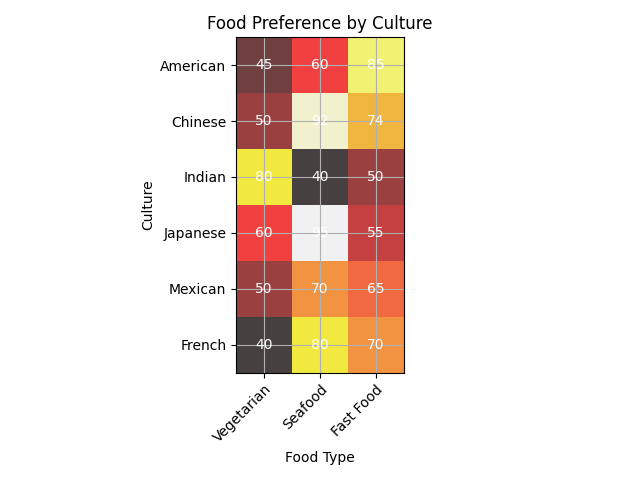 Food Preference by Culture
American 45 60 85
Chinese 50 92 74
Indian 80 40 50
Japanese 60 95 55
Mexican 50 70 65
French 40 80 70
Vegetarian Seafood Fast Food
Food Type
Culture